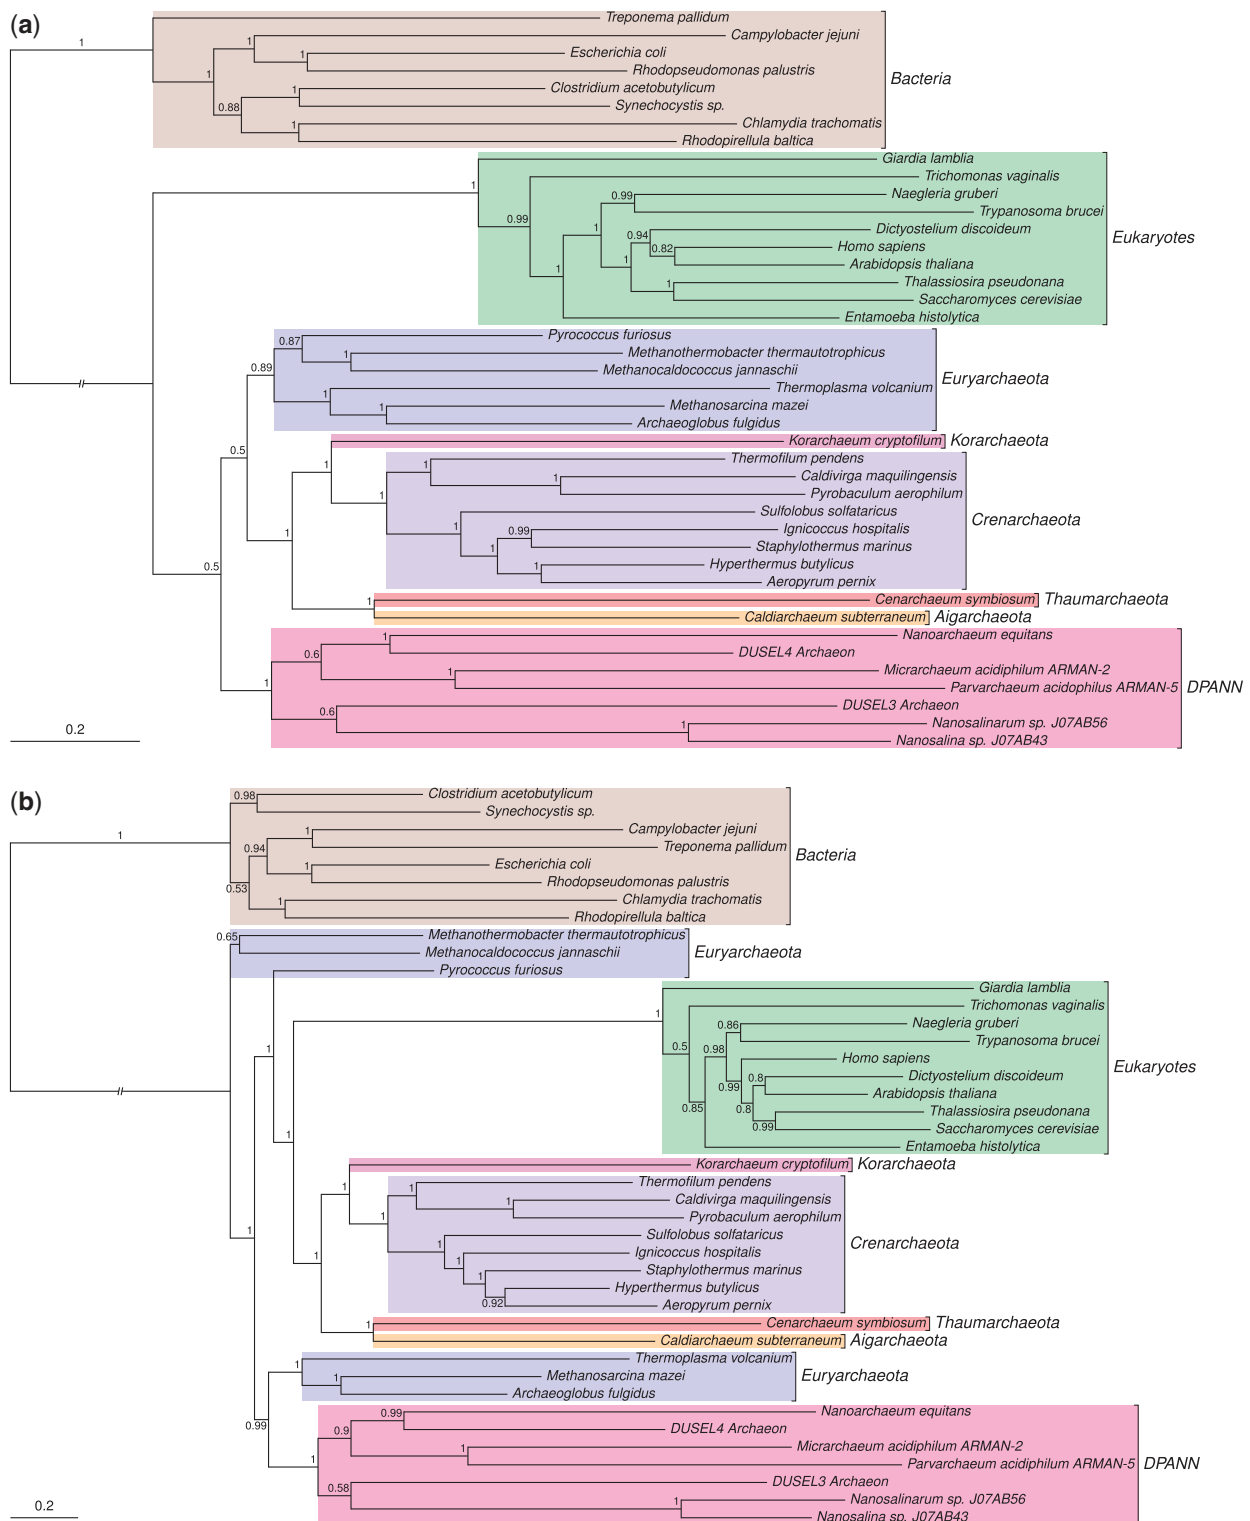 (a)
Treponema pallidum
1
Campylobacter jejuni
1
Escherichia coli
1
Rhodopseudomonas palustris
1
Clostridium acetobutylicum
1
Bacteria
0.88
Synechocystis sp.
Chlamydia trachomatis
1
Rhodopirellula baltica
Giardia lamblia
1
Trichomonas vaginalis
0.99
Naegleria gruberi
0.99
Trypanosoma brucei
1
Dictyostelium discoideum
0.94
Eukaryotes
Homo sapiens
0.82
1
Arabidopsis thaliana
1
Thalassiosira pseudonana
1
Saccharomyces cerevisiae
Entamoeba histolytica
Pyrococcus furiosus
0.87
Methanothermobacter thermautotrophicus
1
0.89
Methanocaldococcus jannaschii
Euryarchaeota
Thermoplasma volcanium
1
Methanosarcina mazei
1
Archaeoglobus fulgidus
Korarchaeum cryptofilum
Korarchaeota
0.5
1
Thermofilum pendens
1
Caldivirga maquilingensis
1
Pyrobaculum aerophilum
1
Sulfolobus solfataricus
Crenarchaeota
1
Ignicoccus hospitalis
0.99
Staphylothermus marinus
1
1
Hyperthermus butylicus
1
Aeropyrum pernix
0.5
Cenarchaeum symbiosum
Thaumarchaeota
1
Caldiarchaeum subterraneum
Aigarchaeota
Nanoarchaeum equitans
1
DUSEL4 Archaeon
0.6
Micrarchaeum acidiphilum ARMAN-2
1
Parvarchaeum acidophilus ARMAN-5
DPANN
1
DUSEL3 Archaeon
0.6
Nanosalinarum sp. J07AB56
1
Nanosalina sp. J07AB43
0.2
(b)
Clostridium acetobutylicum
0.98
Synechocystis sp.
1
Campylobacter jejuni
1
Treponema pallidum
0.94
Bacteria
Escherichia coli
1
Rhodopseudomonas palustris
0.53
Chlamydia trachomatis
1
Rhodopirellula baltica
Methanothermobacter thermautotrophicus
0.65
Methanocaldococcus jannaschii
Euryarchaeota
Pyrococcus furiosus
Giardia lamblia
1
Trichomonas vaginalis
0.5
Naegleria gruberi
0.86
Trypanosoma brucei
0.98
1
Homo sapiens
Eukaryotes
0.99
Dictyostelium discoideum
0.8
Arabidopsis thaliana
0.85
0.8
Thalassiosira pseudonana
0.99
Saccharomyces cerevisiae
1
Entamoeba histolytica
Korarchaeum cryptofilum
Korarchaeota
1
Thermofilum pendens
1
Caldivirga maquilingensis
1
Pyrobaculum aerophilum
1
Sulfolobus solfataricus
1
Crenarchaeota
1
Ignicoccus hospitalis
1
1
Staphylothermus marinus
1
Hyperthermus butylicus
0.92
Aeropyrum pernix
Cenarchaeum symbiosum
Thaumarchaeota
1
Caldiarchaeum subterraneum
Aigarchaeota
Thermoplasma volcanium
1
Methanosarcina mazei
Euryarchaeota
1
Archaeoglobus fulgidus
0.99
Nanoarchaeum equitans
0.99
DUSEL4 Archaeon
0.9
Micrarchaeum acidiphilum ARMAN-2
1
Parvarchaeum acidiphilum ARMAN-5
DPANN
1
DUSEL3 Archaeon
0.58
Nanosalinarum sp. J07AB56
1
Nanosalina sp. J07AB43
0.2